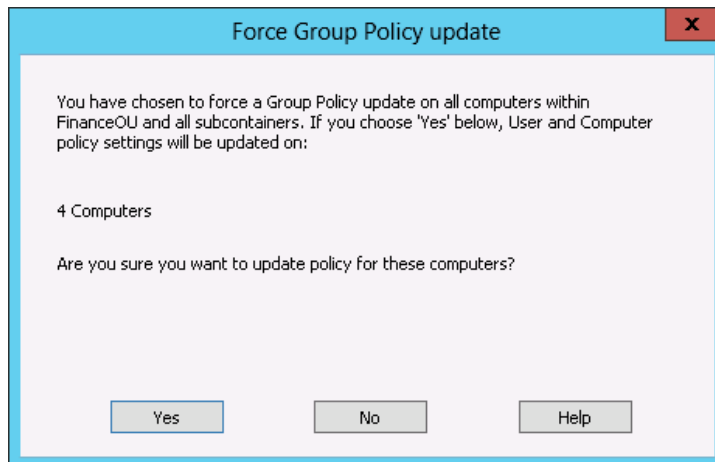 Force Group Policy update
x
You have chosen to force a Group Policy update on all computers within
FinanceOU and all subcontainers. If you choose 'Yes' below, User and Computer
policy settings will be updated on:
4 Computers
Are you sure you want to update policy for these computers?
Yes No Help